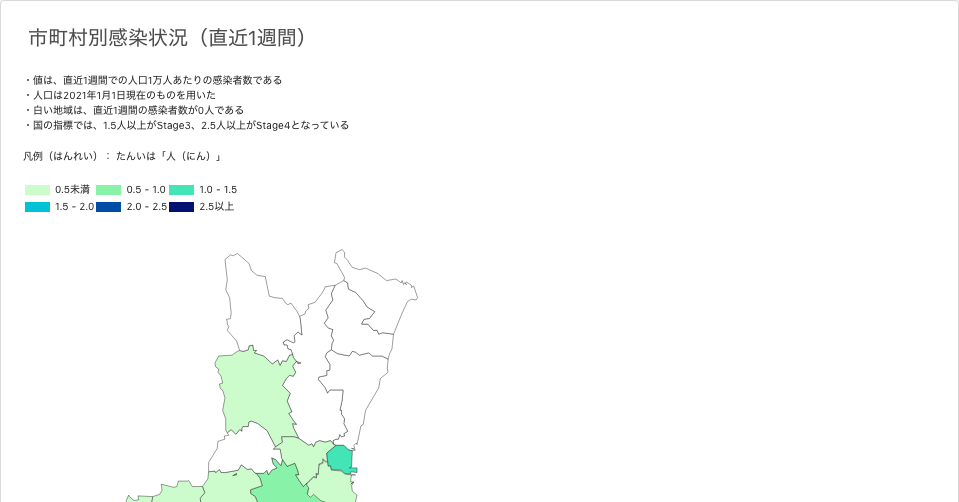 市町村別感染状況（直近1週間）
・値は、直近1週間での人口1万人あたりの感染者数である
・人口は2021年1月1日現在のものを用いた
・白い地域は、直近1週間の感染者数が0人である
・国の指標では、1.5人以上がStage3、2.5人以上がStage4となっている
凡例（はんれい）： たんいは「人（にん）」
0.5未満 0.5 - 1.0 1.0 - 1.5
1.5 - 2.0 2.0 - 2.5 2.5以上